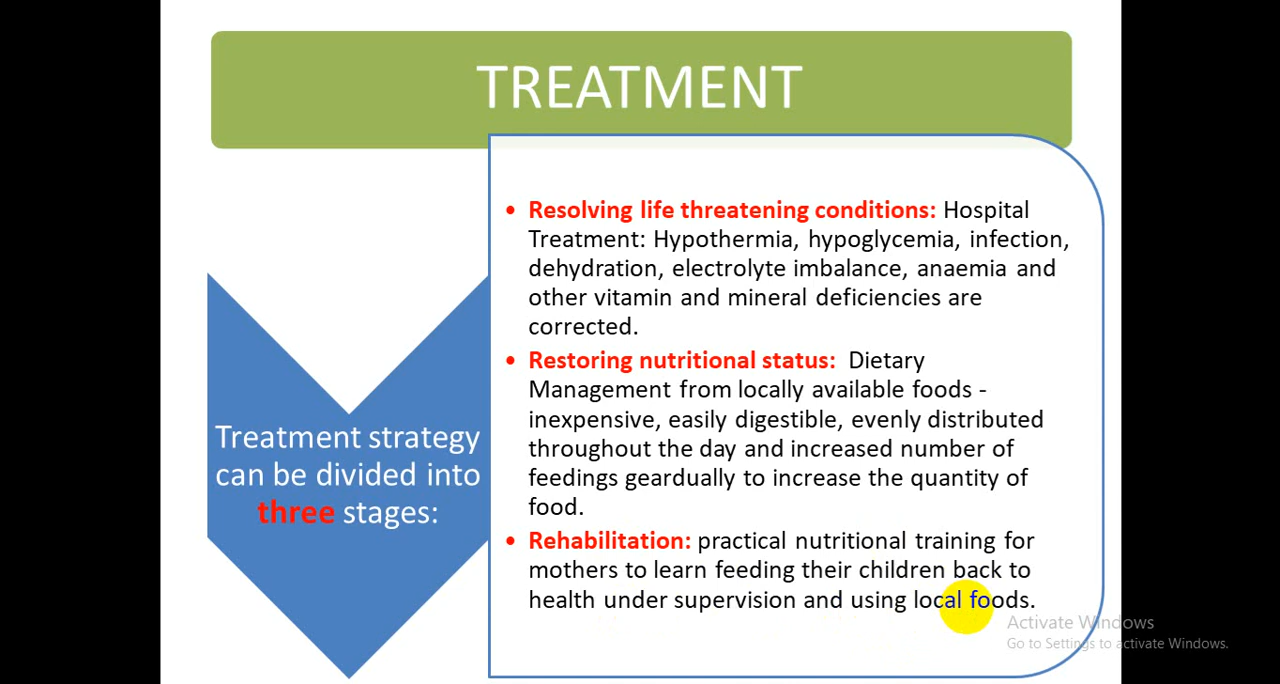 TREATMENT
Treatment strategy
can be divided into
three stages:
• Resolving life threatening conditions: Hospital
Treatment: Hypothermia, hypoglycemia, infection,
dehydration, electrolyte imbalance, anaemia and
other vitamin and mineral deficiencies are
corrected.
• Restoring nutritional status: Dietary
Management from locally available foods -
inexpensive, easily digestible, evenly distributed
throughout the day and increased number of
feedings geardually to increase the quantity of
food.
• Rehabilitation: practical nutritional training for
mothers to learn feeding their children back to
health under supervision and using local foods.
Activate Windows
Go to Settings to activate Windows.